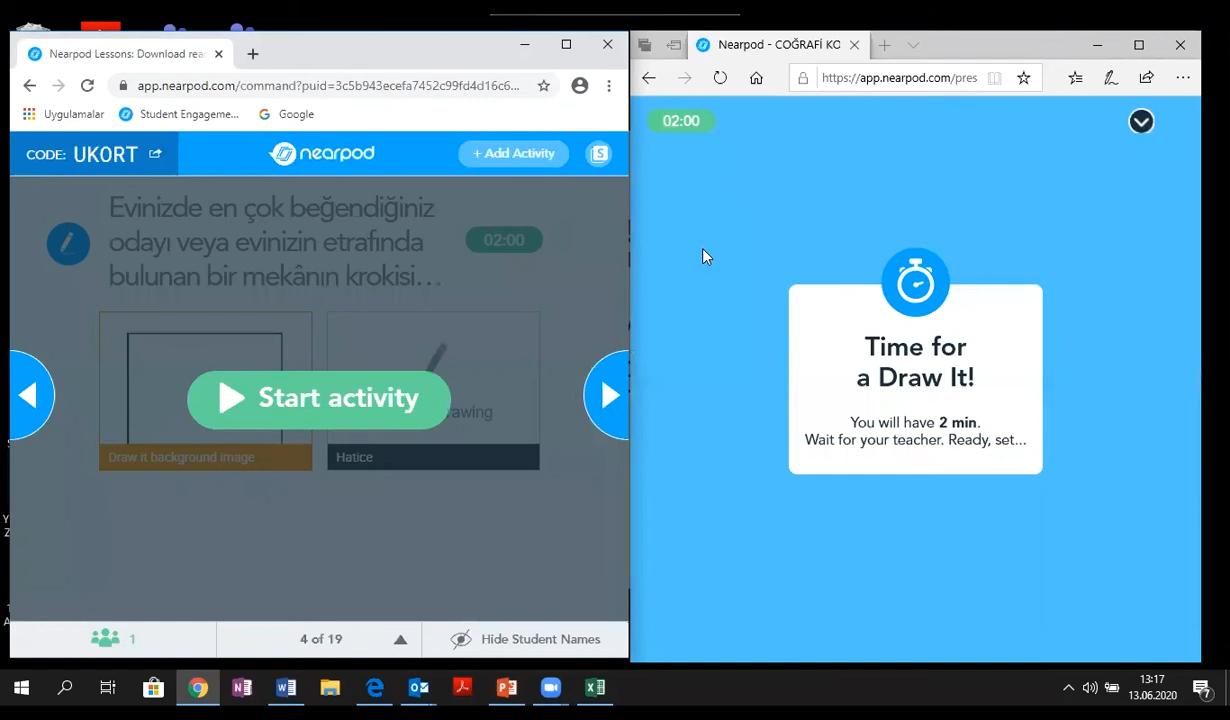 Nearpod Lessons: Download rea
app.nearpod.com/command?puid=3c5b943ecefa7452c99fd4d16c6...
Uygulamalar
Student Engageme...
Google
CODE: UKORT
nearpod
+ Add Activity
S
Evinizde en çok beğendiğiniz
odayı veya evinizin etrafında
bulunan bir mekânın krokisi...
02:00
Start activity
awing
Draw it background image
Hatice
1
4 of 19
Hide Student Names
Nearpod - COĞRAFİ KO
https://app.nearpod.com/pres
02:00
Time for
a Draw It!
You will have 2 min.
Wait for your teacher. Ready, set...
13:17
13.06.2020
7